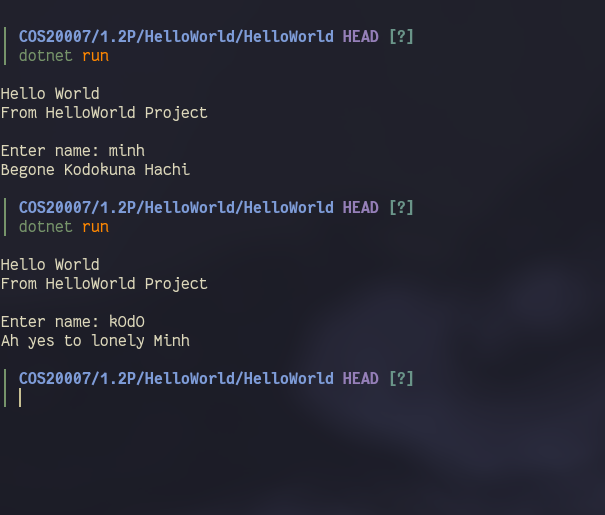 COS20007/1.2P/HelloWorld/HelloWorld HEAD [?]
dotnet run
Hello World
From HelloWorld Project
Enter name: minh
Begone Kodokuna Hachi
COS20007/1.2P/HelloWorld/HelloWorld HEAD [?]
dotnet run
Hello World
From HelloWorld Project
Enter name: kOdO
Ah yes to lonely Minh
COS20007/1.2P/HelloWorld/HelloWorld HEAD [?]